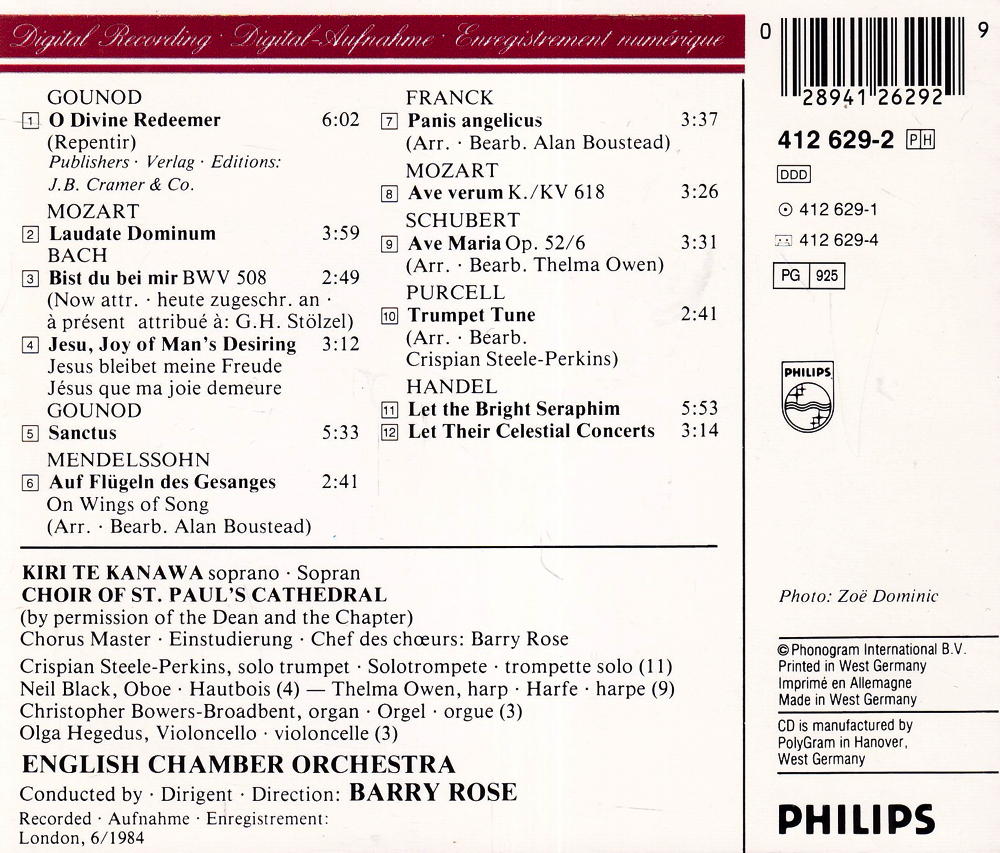 Digital Recording · Digital-Aufnahme · Enregistrement numérique
GOUNOD
1 O Divine Redeemer 6:02
(Repentir)
Publishers · Verlag · Editions:
J.B. Cramer & Co.
MOZART
2 Laudate Dominum 3:59
BACH
3 Bist du bei mir BWV 508 2:49
(Now attr. · heute zugeschr. an ·
à présent attribué à: G.H. Stölzel)
4 Jesu, Joy of Man's Desiring 3:12
Jesus bleibet meine Freude
Jésus que ma joie demeure
GOUNOD
5 Sanctus 5:33
MENDELSSOHN
6 Auf Flügeln des Gesanges 2:41
On Wings of Song
(Arr. · Bearb. Alan Boustead)
FRANCK
7 Panis angelicus 3:37
(Arr. · Bearb. Alan Boustead)
MOZART
8 Ave verum K./KV 618 3:26
SCHUBERT
9 Ave Maria Op. 52/6 3:31
(Arr. · Bearb. Thelma Owen)
PURCELL
10 Trumpet Tune 2:41
(Arr. · Bearb.
Crispian Steele-Perkins)
HANDEL
11 Let the Bright Seraphim 5:53
12 Let Their Celestial Concerts 3:14
KIRI TE KANAWA soprano · Sopran
CHOIR OF ST. PAUL'S CATHEDRAL
(by permission of the Dean and the Chapter)
Chorus Master · Einstudierung · Chef des chœurs: Barry Rose
Crispian Steele-Perkins, solo trumpet · Solotrompete · trompette solo (11)
Neil Black, Oboe · Hautbois (4) — Thelma Owen, harp · Harfe · harpe (9)
Christopher Bowers-Broadbent, organ · Orgel · orgue (3)
Olga Hegedus, Violoncello · violoncelle (3)
ENGLISH CHAMBER ORCHESTRA
Conducted by · Dirigent · Direction: BARRY ROSE
Recorded · Aufnahme · Enregistrement:
London, 6/1984
0 28941 26292 9
412 629-2 PH
DDD
412 629-1
412 629-4
PG 925
PHILIPS
Photo: Zoë Dominic
© Phonogram International B.V.
Printed in West Germany
Imprimé en Allemagne
Made in West Germany
CD is manufactured by
PolyGram in Hanover,
West Germany
PHILIPS